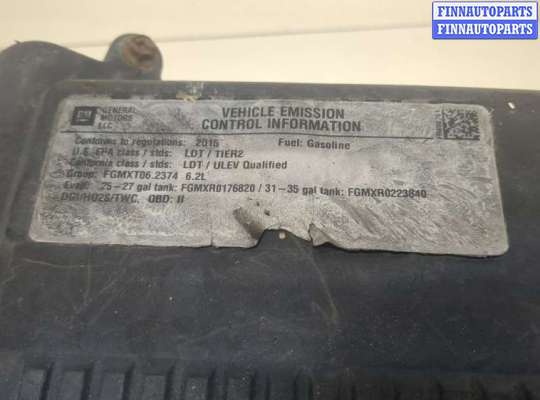 FINNAUTOPARTS
FINNAUTOPARTS
GM
GENERAL
MOTORS
LLC
VEHICLE EMISSION
CONTROL INFORMATION
Conforms to regulations: 2015
Fuel: Gasoline
U.S. EPA class / stds: LDT / TIER2
California class / stds: LDT / ULEV Qualified
Group: FGMXT06.2374 6.2L
Evap: 25-27 gal tank: FGMXR0176820 / 31-35 gal tank: FGMXR0223840
DGI/HO2S/TWC, OBD: II